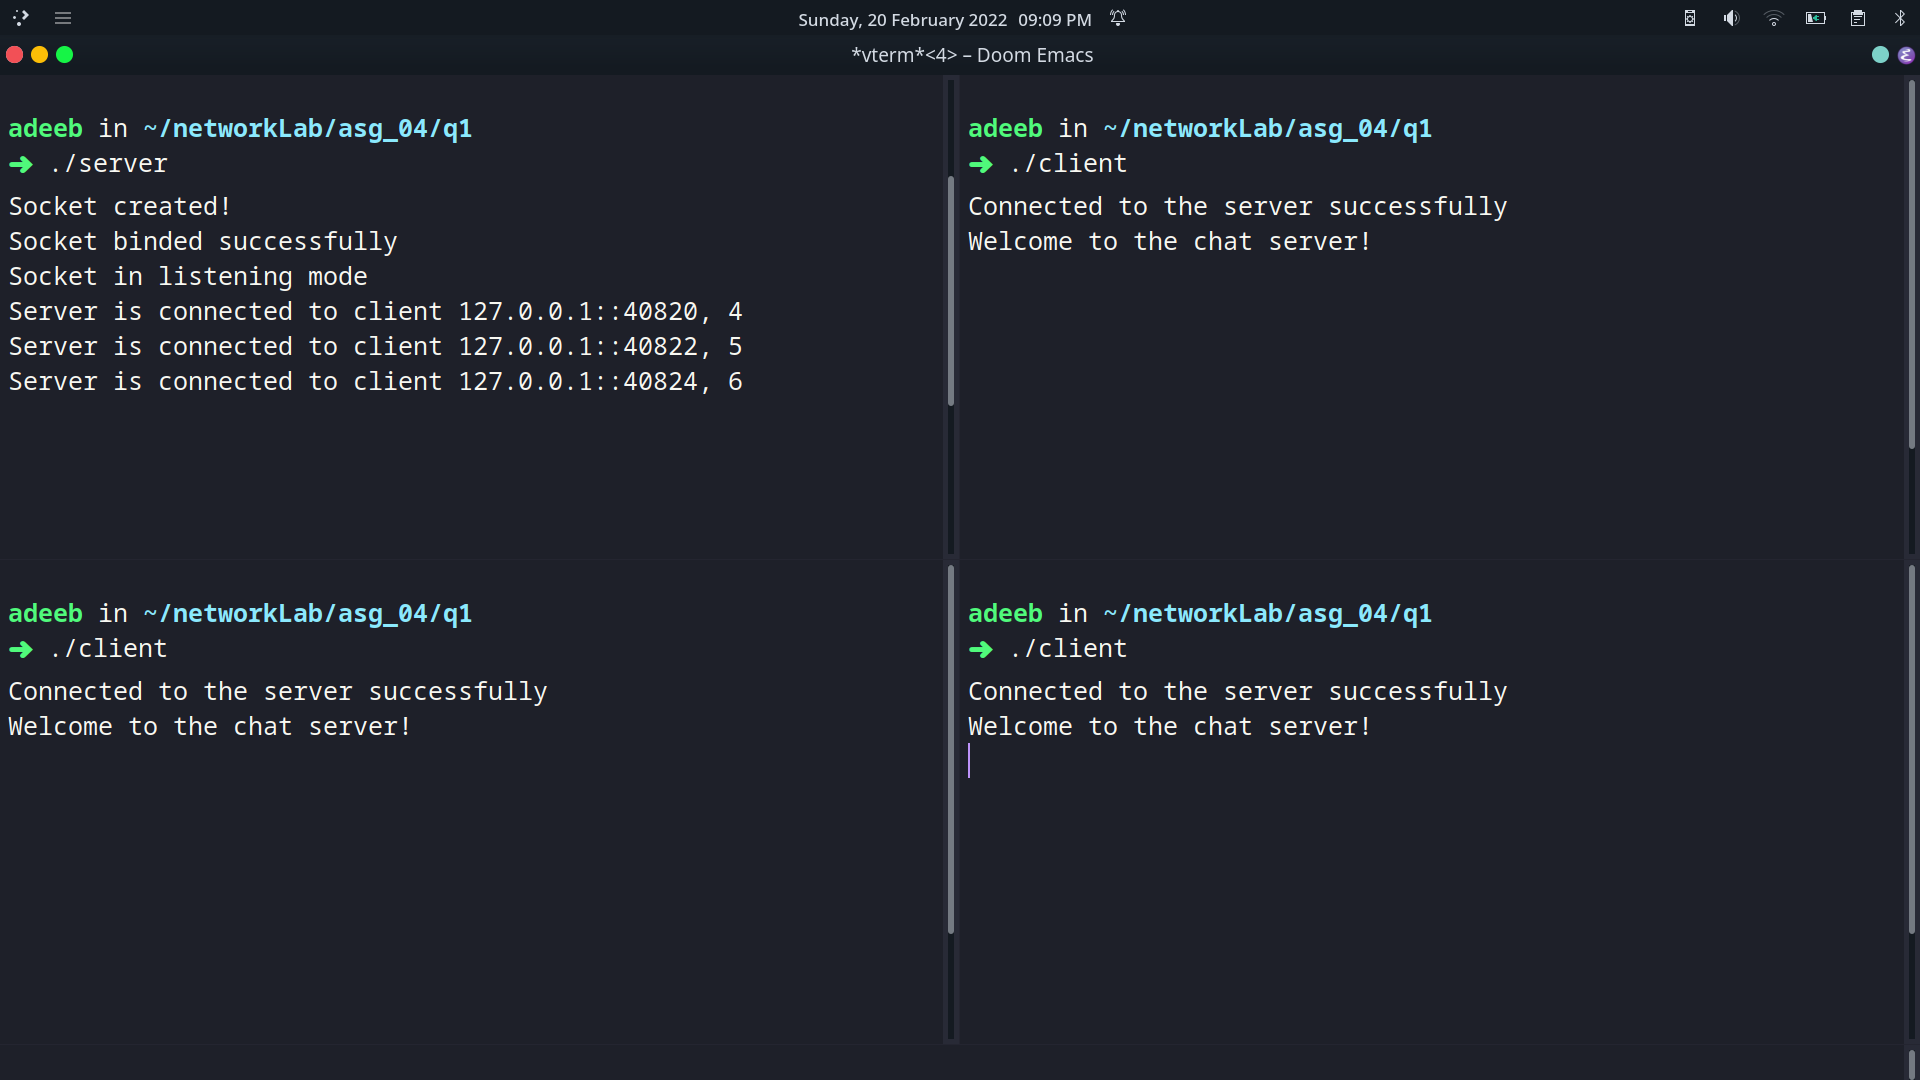 Sunday, 20 February 2022 09:09 PM
*vterm*<4> – Doom Emacs
adeeb in ~/networkLab/asg_04/q1
➜ ./server
Socket created!
Socket binded successfully
Socket in listening mode
Server is connected to client 127.0.0.1::40820, 4
Server is connected to client 127.0.0.1::40822, 5
Server is connected to client 127.0.0.1::40824, 6
adeeb in ~/networkLab/asg_04/q1
➜ ./client
Connected to the server successfully
Welcome to the chat server!
adeeb in ~/networkLab/asg_04/q1
➜ ./client
Connected to the server successfully
Welcome to the chat server!
adeeb in ~/networkLab/asg_04/q1
➜ ./client
Connected to the server successfully
Welcome to the chat server!